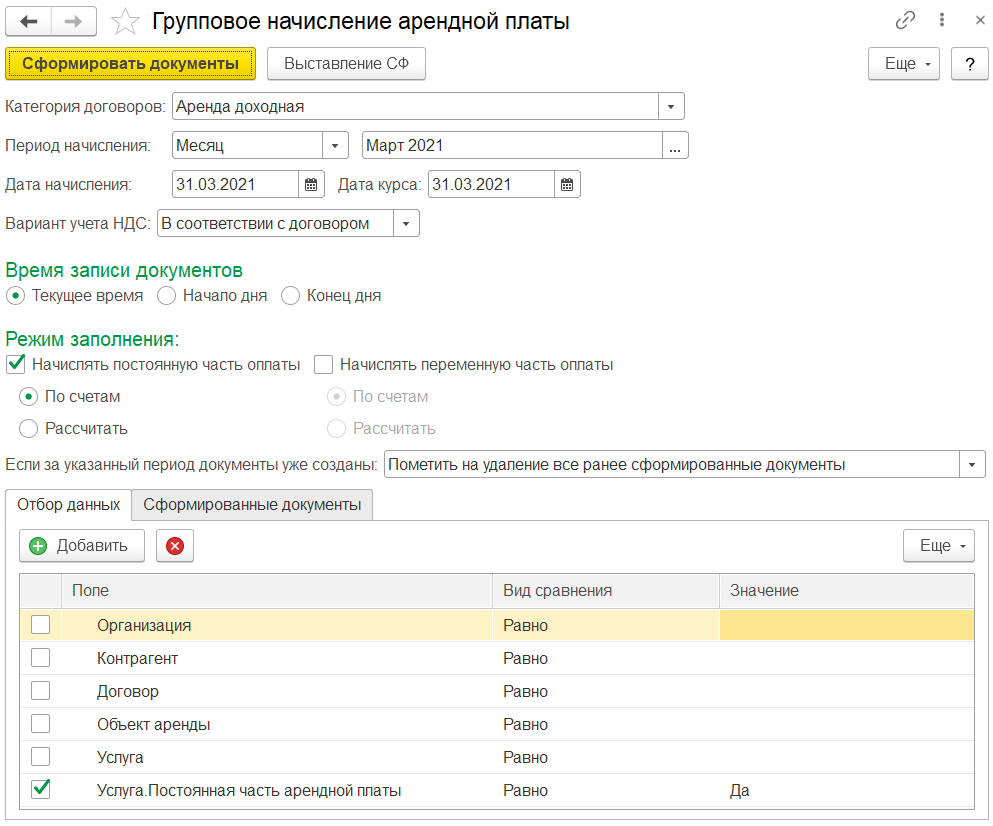 Групповое начисление арендной платы
Сформировать документы Выставление СФ Еще ?
Категория договоров: Аренда доходная
Период начисления: Месяц Март 2021 ...
Дата начисления: 31.03.2021 Дата курса: 31.03.2021
Вариант учета НДС: В соответствии с договором
Время записи документов
Текущее время Начало дня Конец дня
Режим заполнения:
Начислять постоянную часть оплаты Начислять переменную часть оплаты
По счетам По счетам
Рассчитать Рассчитать
Если за указанный период документы уже созданы: Пометить на удаление все ранее сформированные документы
Отбор данных Сформированные документы
Добавить Еще
Поле Вид сравнения Значение
Организация Равно
Контрагент Равно
Договор Равно
Объект аренды Равно
Услуга Равно
Услуга.Постоянная часть арендной платы Равно Да